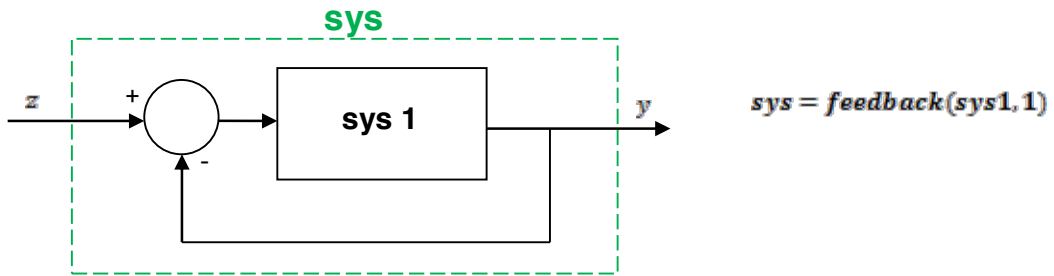 sys
z
+
sys 1
y
sys = feedback(sys1, 1)
-